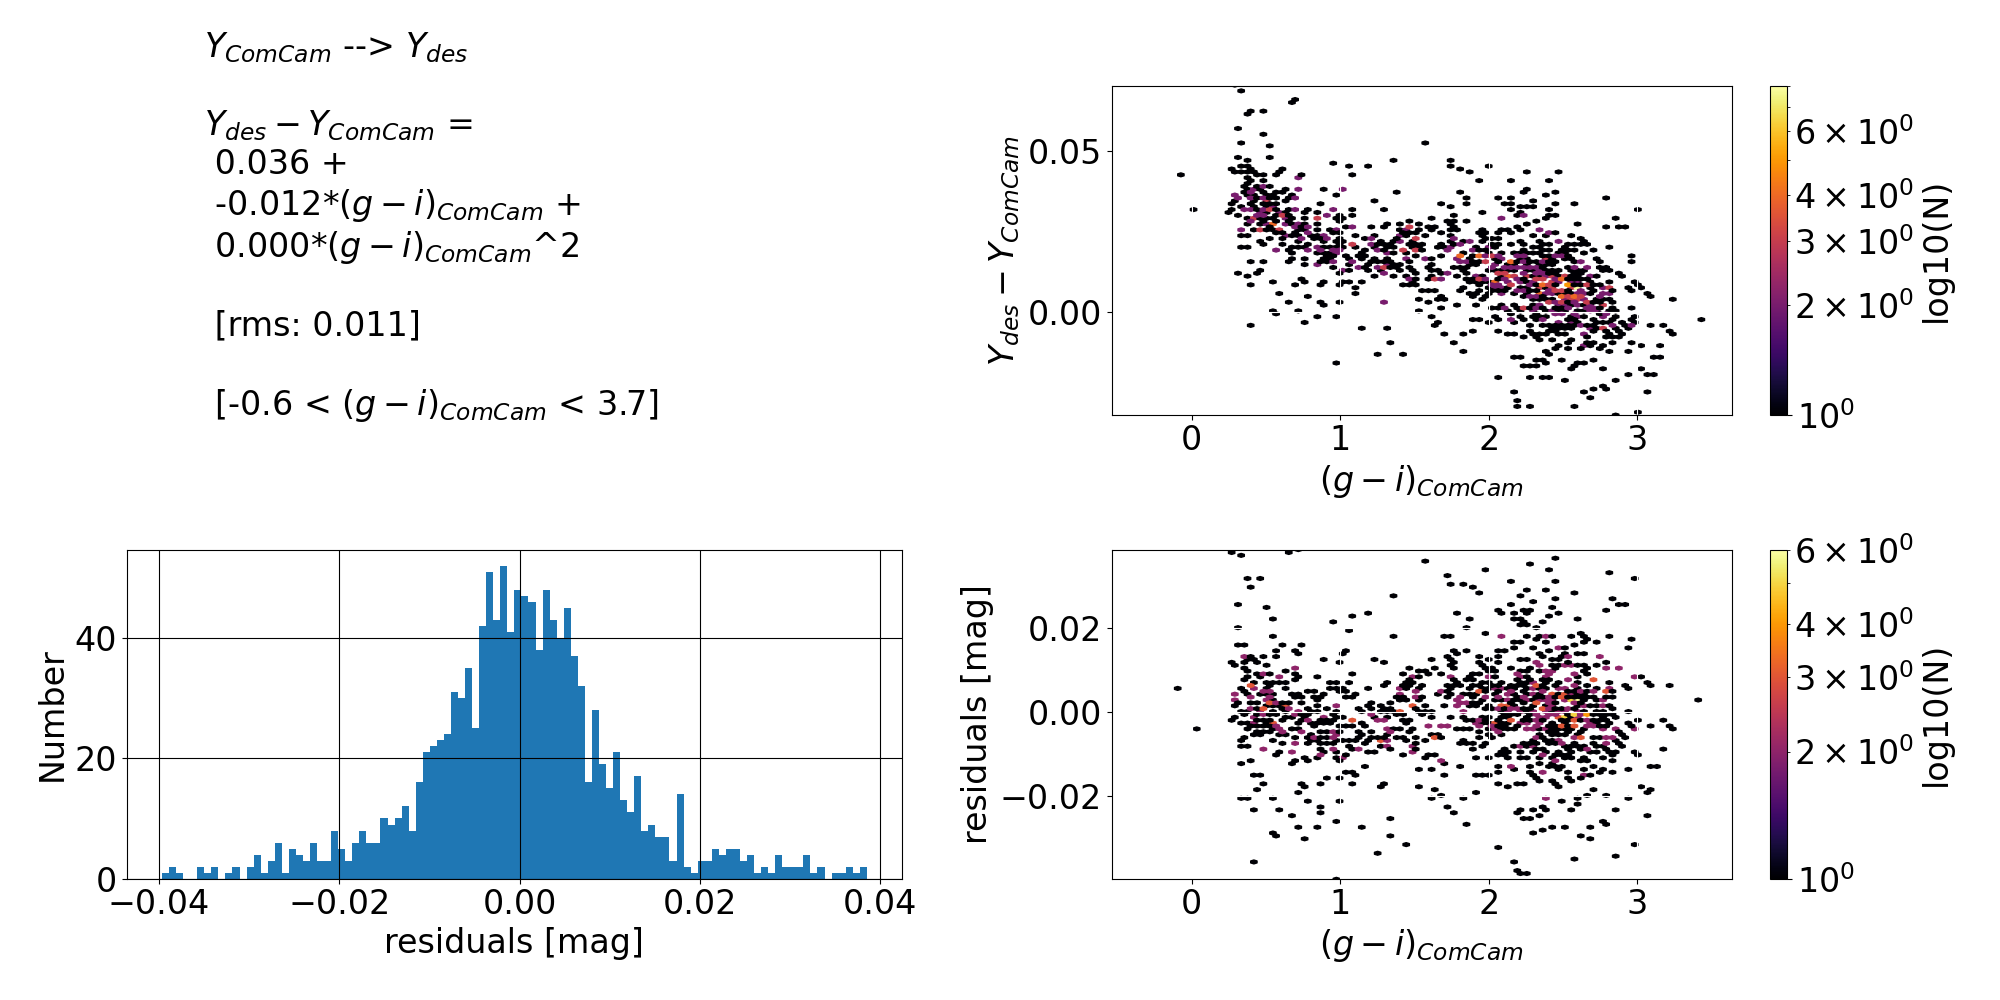 Y_ComCam --> Y_des
Y_des − Y_ComCam =
0.036 +
-0.012*(g − i)_ComCam +
0.000*(g − i)_ComCam^2
[rms: 0.011]
[-0.6 < (g − i)_ComCam < 3.7]
Y_des − Y_ComCam
0.05
0.00
0 1 2 3
(g − i)_ComCam
6 × 10^0
4 × 10^0
3 × 10^0
2 × 10^0
10^0
log10(N)
Number
40
20
0
−0.04 −0.02 0.00 0.02 0.04
residuals [mag]
residuals [mag]
0.02
0.00
−0.02
0 1 2 3
(g − i)_ComCam
6 × 10^0
4 × 10^0
3 × 10^0
2 × 10^0
10^0
log10(N)